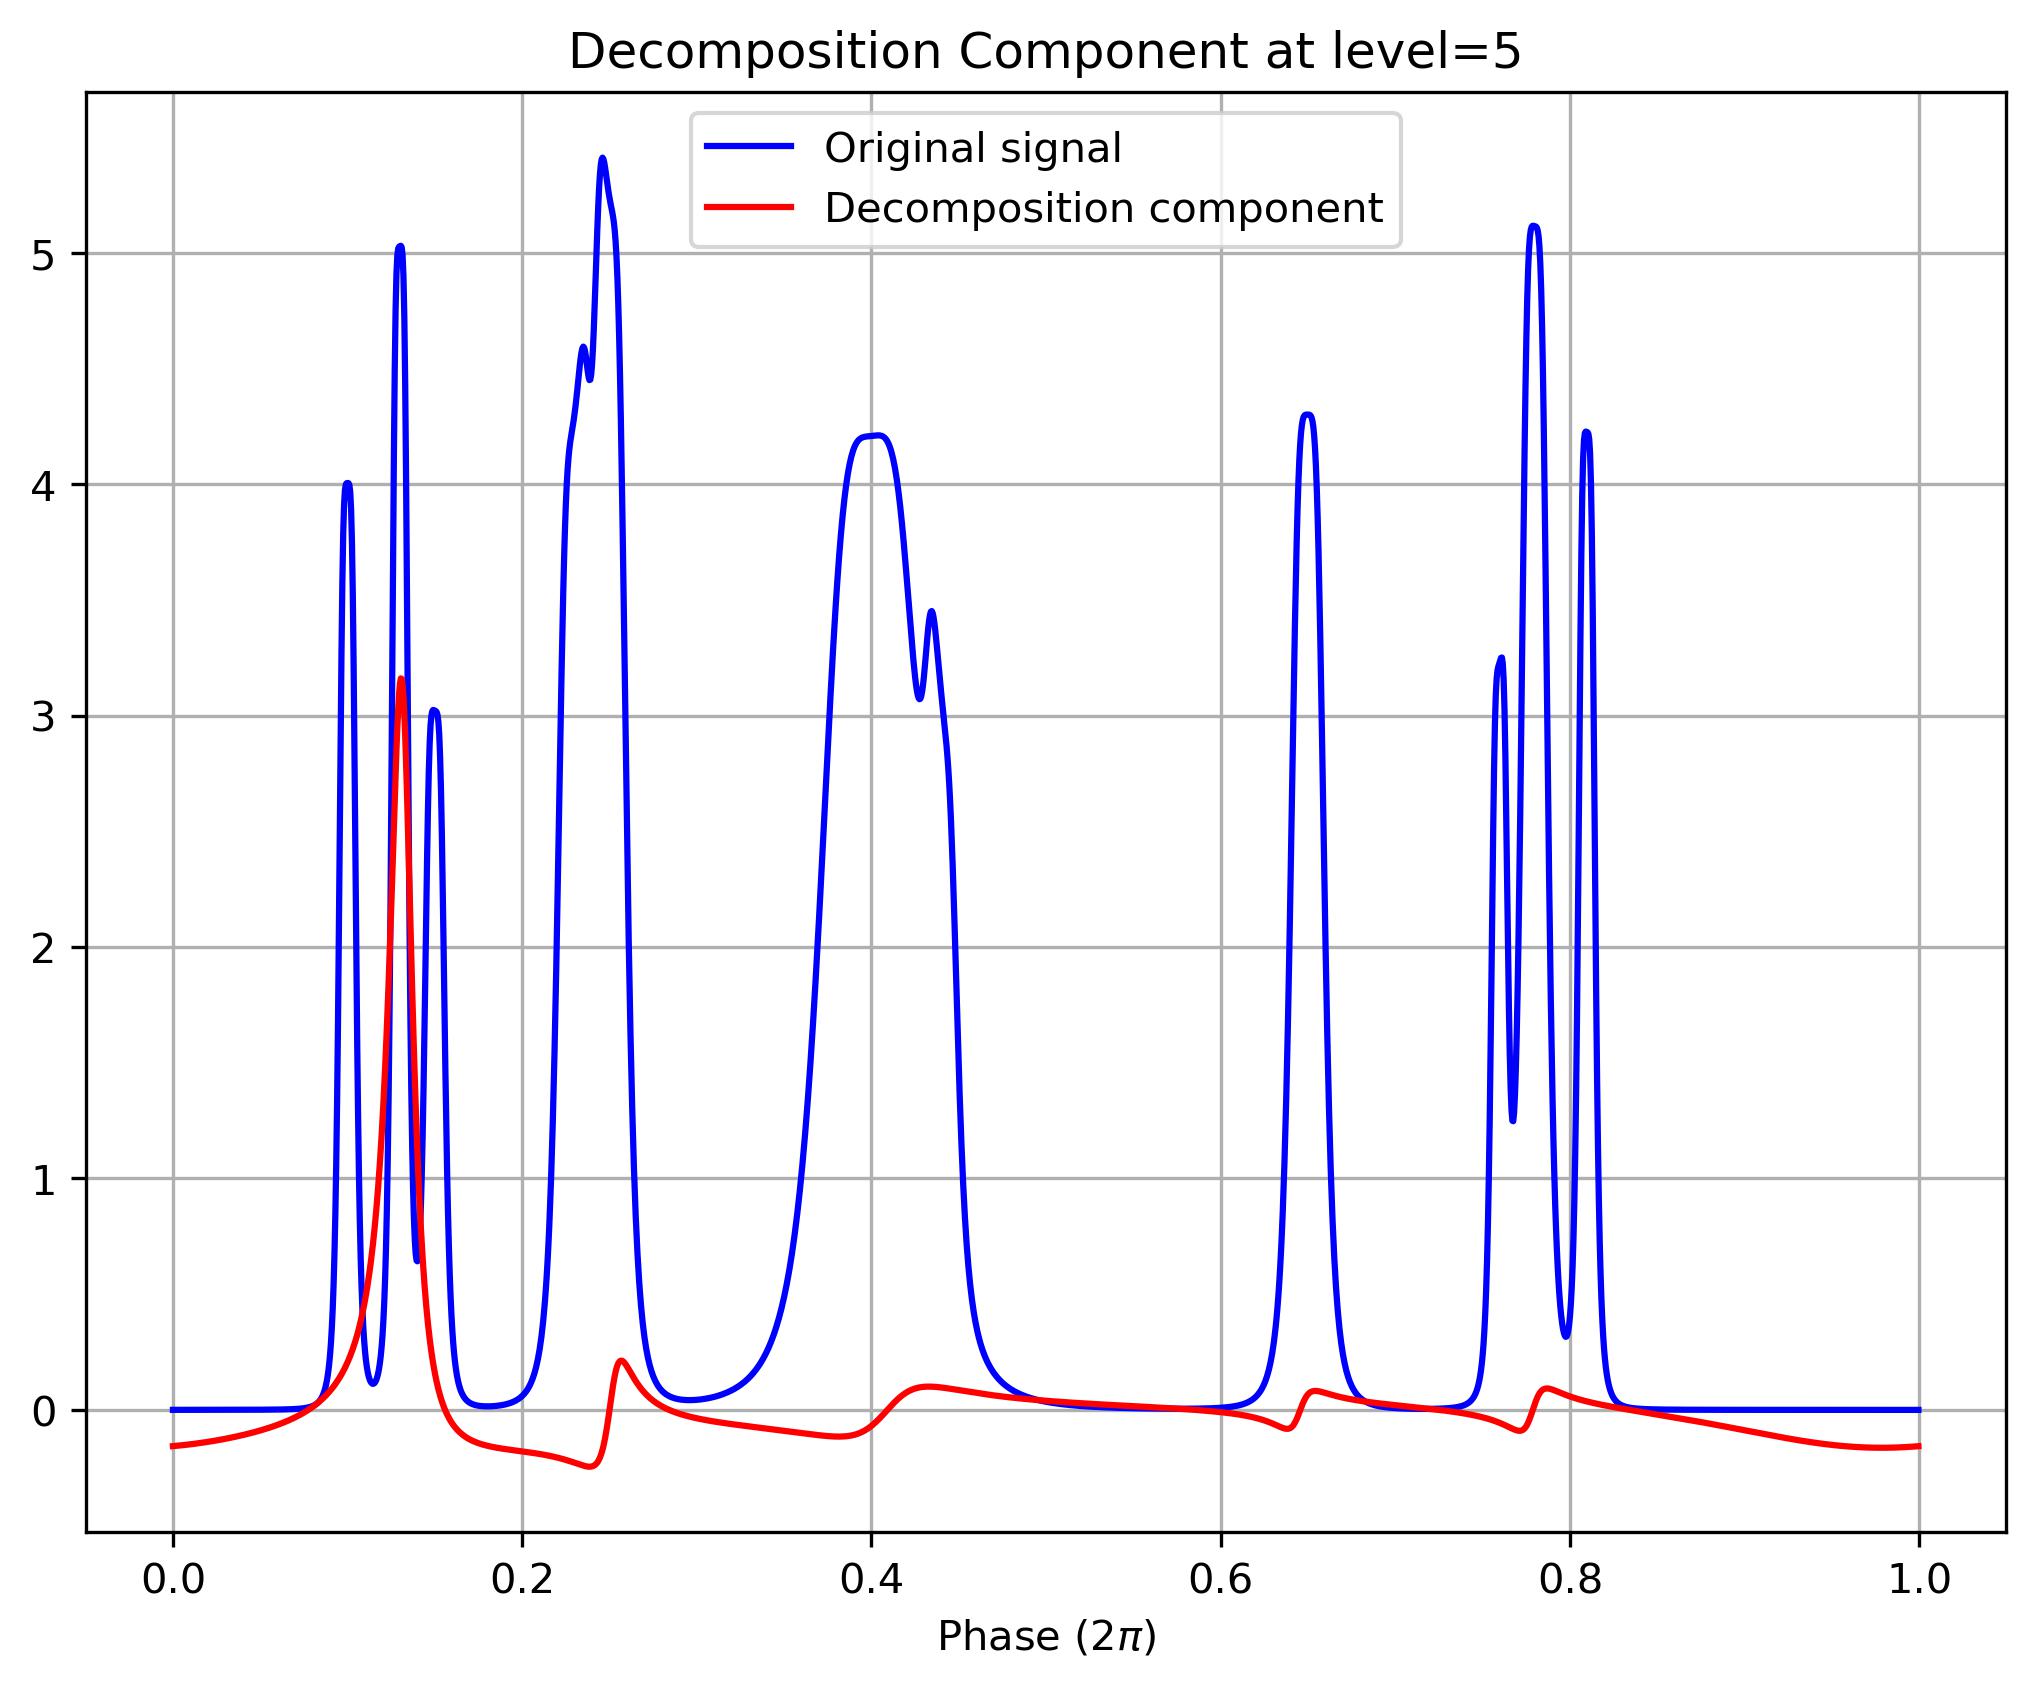 Decomposition Component at level=5
Original signal
Decomposition component
5
4
3
2
1
0
0.0 0.2 0.4 0.6 0.8 1.0
Phase (2π)